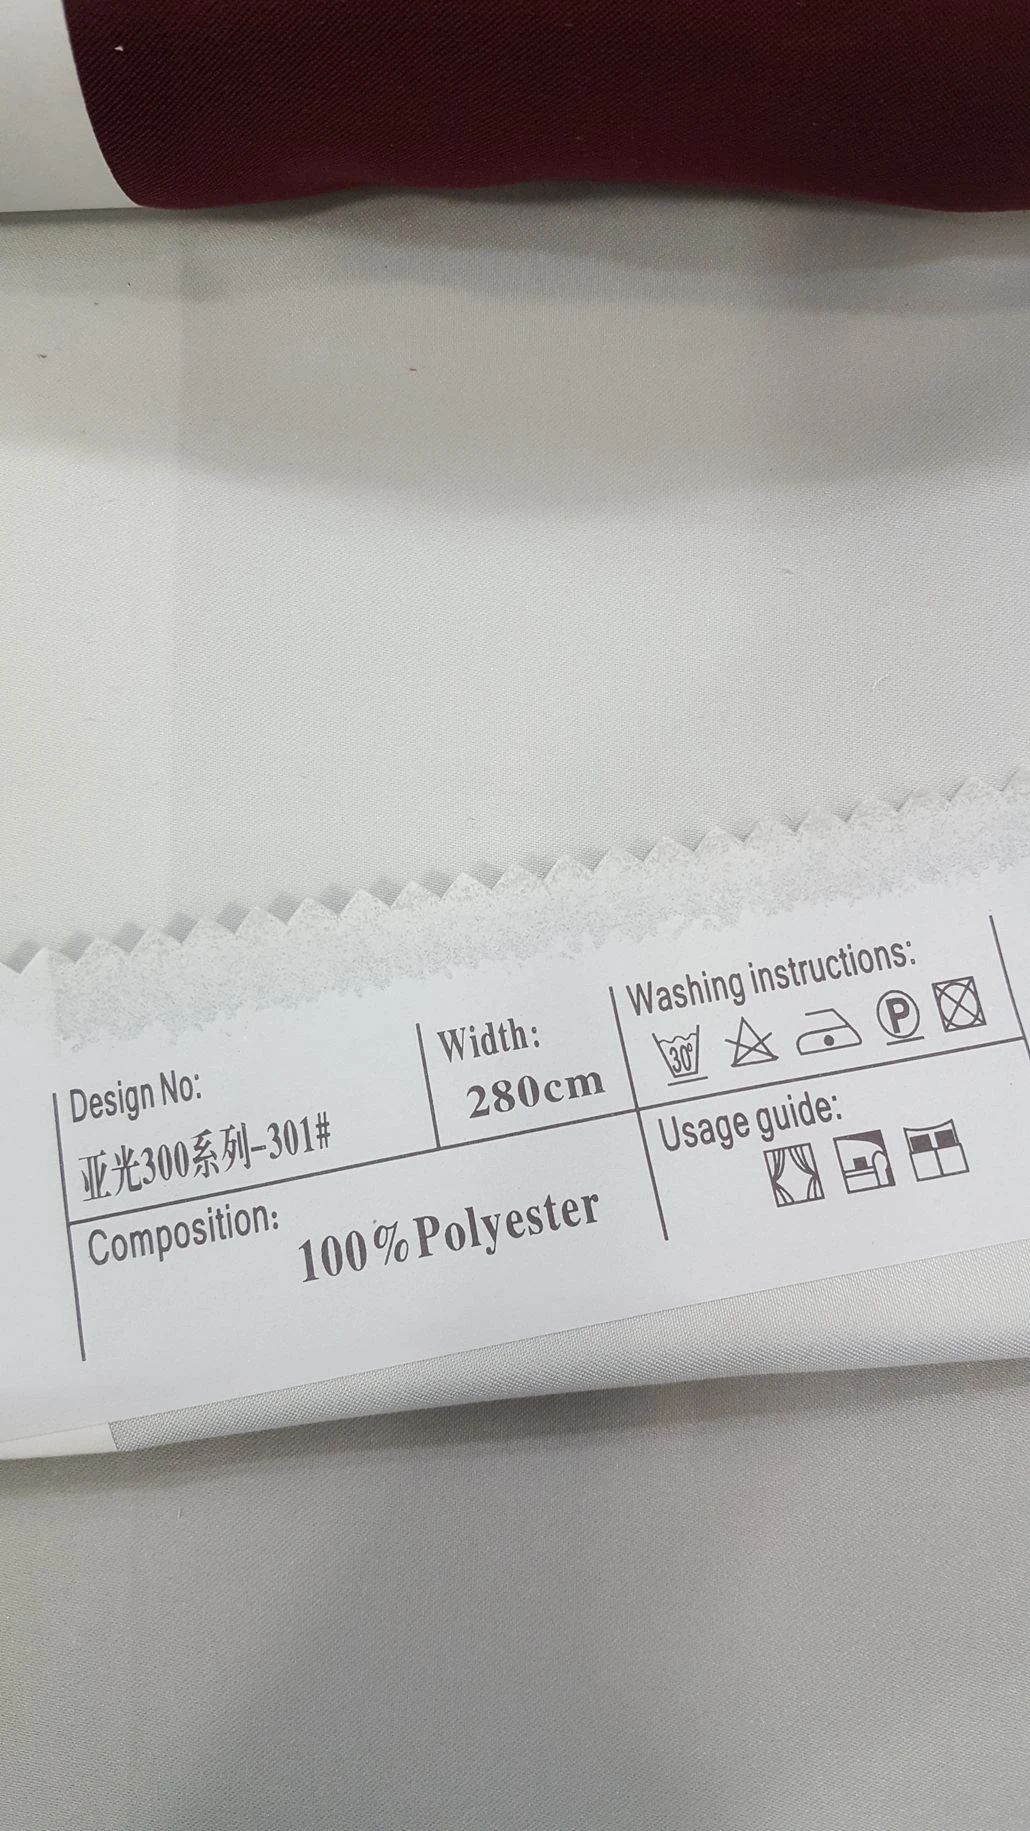 Design No:
亚光300系列-301#
Width:
280cm
Washing instructions:
30°
P
Composition:
100%Polyester
Usage guide: